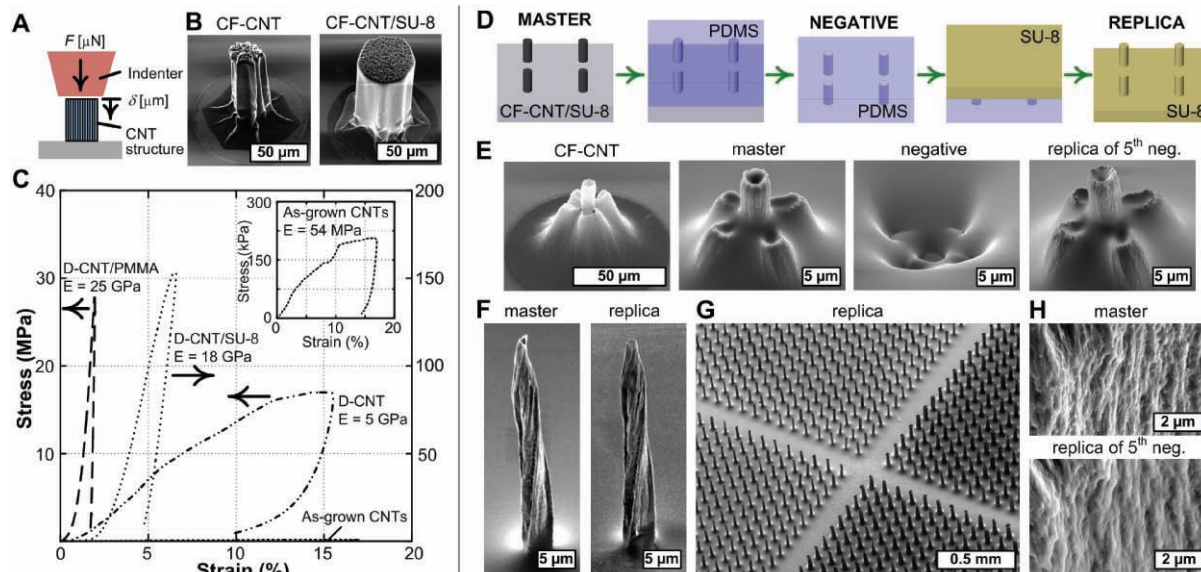 A
F [µN]
Indenter
δ [µm]
CNT
structure
B
CF-CNT
50 µm
CF-CNT/SU-8
50 µm
C
Stress (MPa)
40
30
20
10
0
5
10
15
20
Strain (%)
200
150
100
50
D-CNT/PMMA
E = 25 GPa
D-CNT/SU-8
E = 18 GPa
D-CNT
E = 5 GPa
As-grown CNTs
As-grown CNTs
E = 54 MPa
Stress (kPa)
300
150
0
0
10
20
Strain (%)
D
MASTER
CF-CNT/SU-8
PDMS
NEGATIVE
PDMS
SU-8
REPLICA
SU-8
E
CF-CNT
50 µm
master
5 µm
negative
5 µm
replica of 5th neg.
5 µm
F
master
5 µm
replica
5 µm
G
replica
0.5 mm
H
master
2 µm
replica of 5th neg.
2 µm